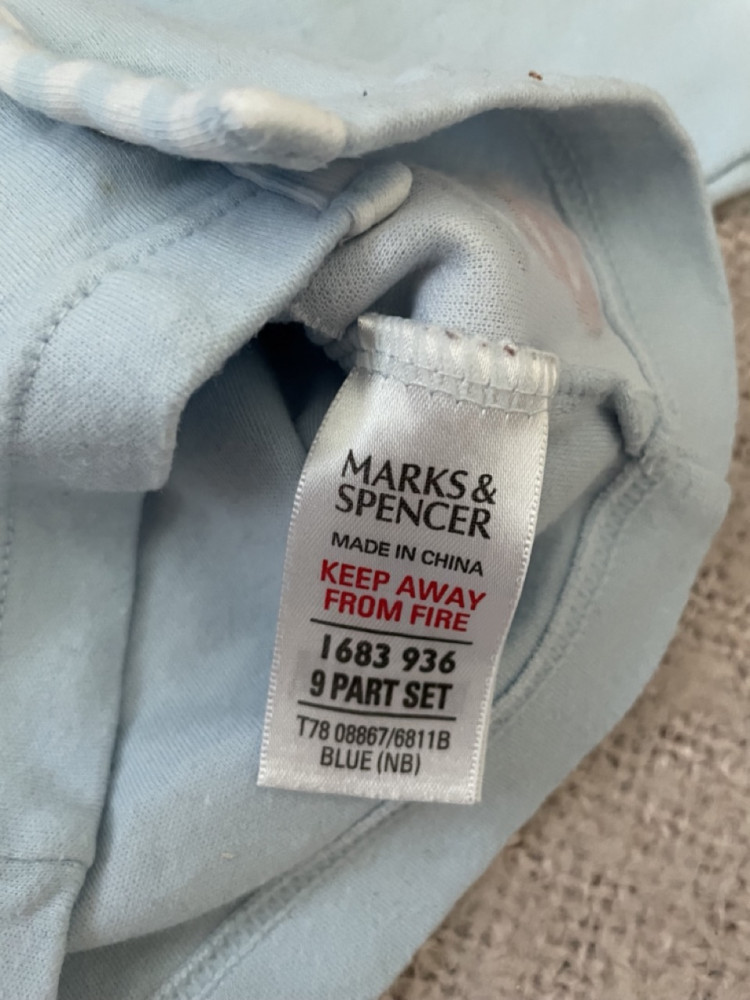 MARKS &
SPENCER
MADE IN CHINA
KEEP AWAY
FROM FIRE
1683 936
9 PART SET
T78 08867/6811B
BLUE (NB)